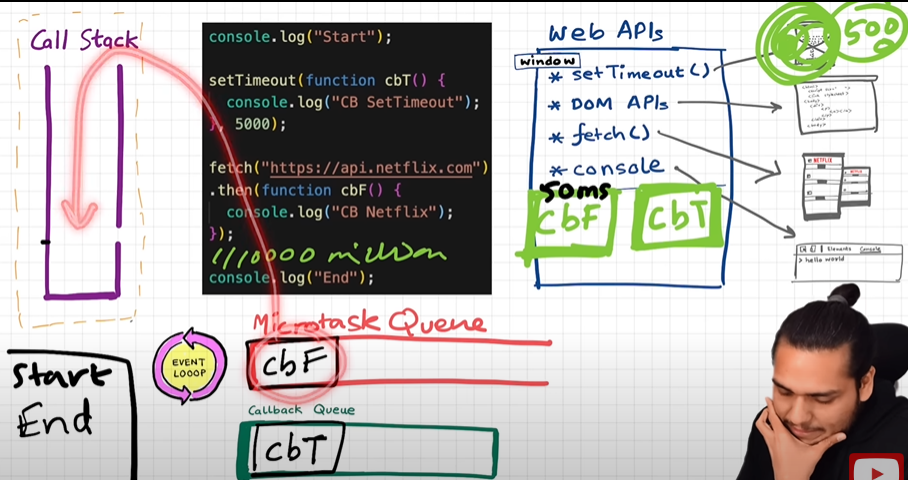 Call Stack
console.log("Start");
setTimeout(function cbT() {
console.log("CB SetTimeout");
}, 5000);
fetch("https://api.netflix.com")
.then(function cbF() {
console.log("CB Netflix");
});
10000 million
console.log("End");
Web APIs
window
* setTimeout()
* DOM APIs
* fetch()
* console
50ms
CbF
CbT
500
NETFLIX
Elements Console
> hello world
Microtask Queue
cbF
EVENT
LOOOP
Callback Queue
cbT
Start
End